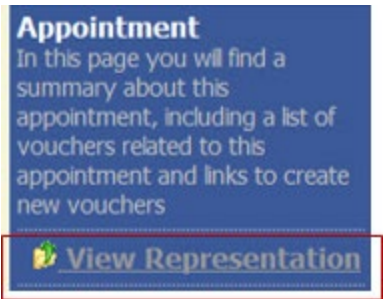 Appointment
In this page you will find a
summary about this
appointment, including a list of
vouchers related to this
appointment and links to create
new vouchers
View Representation